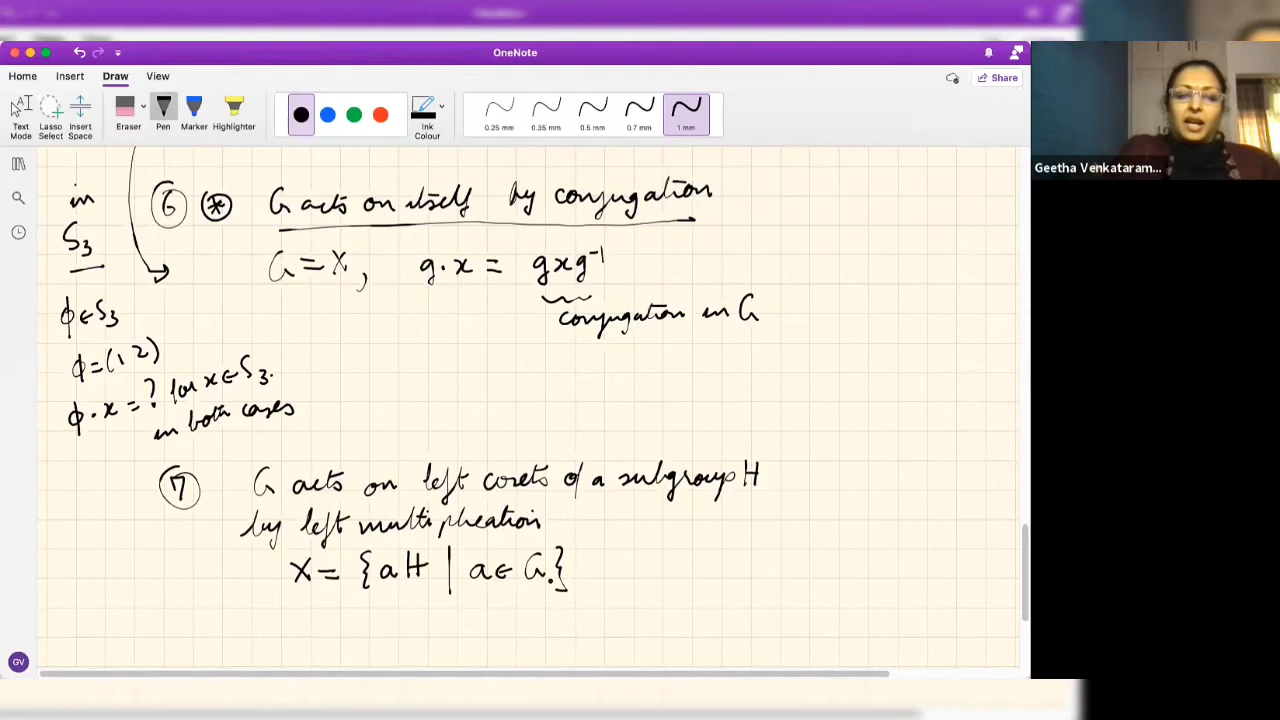 OneNote
Home Insert Draw View
Share
Text Mode
Lasso Select
Insert Space
Eraser
Pen
Marker
Highlighter
Ink Colour
0.25 mm 0.35 mm 0.5 mm 0.7 mm 1 mm
Geetha Venkataram...
in
S₃
φ∈S₃
φ=(1 2)
φ·x=? for x∈S₃.
in both cases
⑥ ⊛ G acts on itself by conjugation
G=X, g·x = gxg⁻¹
conjugation in G
⑦ G acts on left cosets of a subgroup H
by left multiplication
X= {aH | a∈G.}
GV